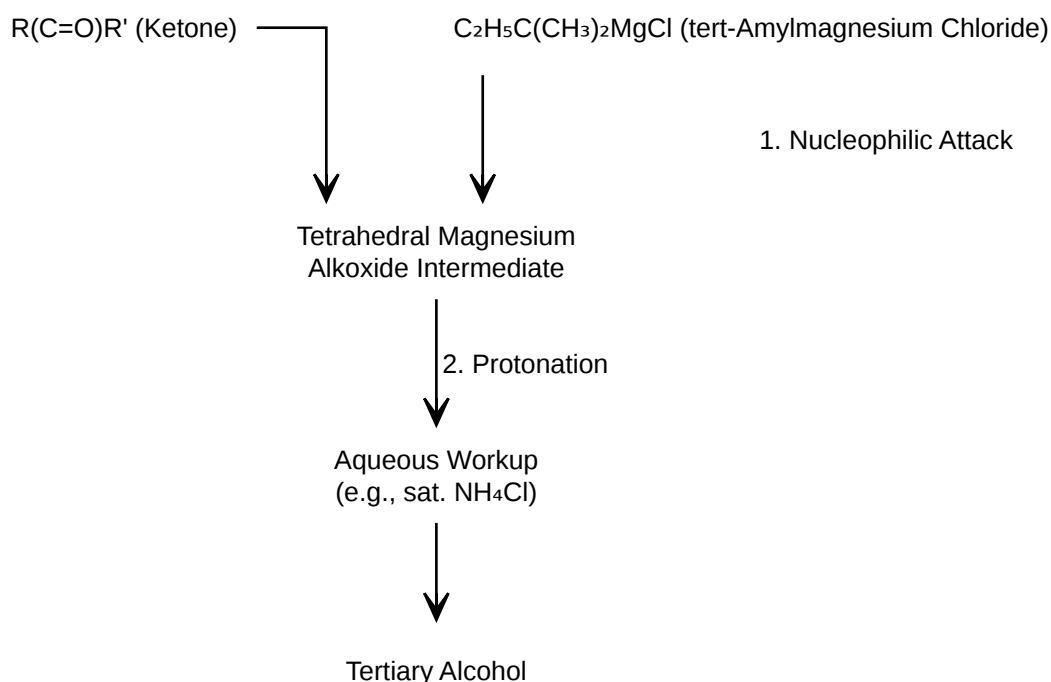 R(C=O)R' (Ketone)
C₂H₅C(CH₃)₂MgCl (tert-Amylmagnesium Chloride)
1. Nucleophilic Attack
Tetrahedral Magnesium
Alkoxide Intermediate
2. Protonation
Aqueous Workup
(e.g., sat. NH₄Cl)
Tertiary Alcohol